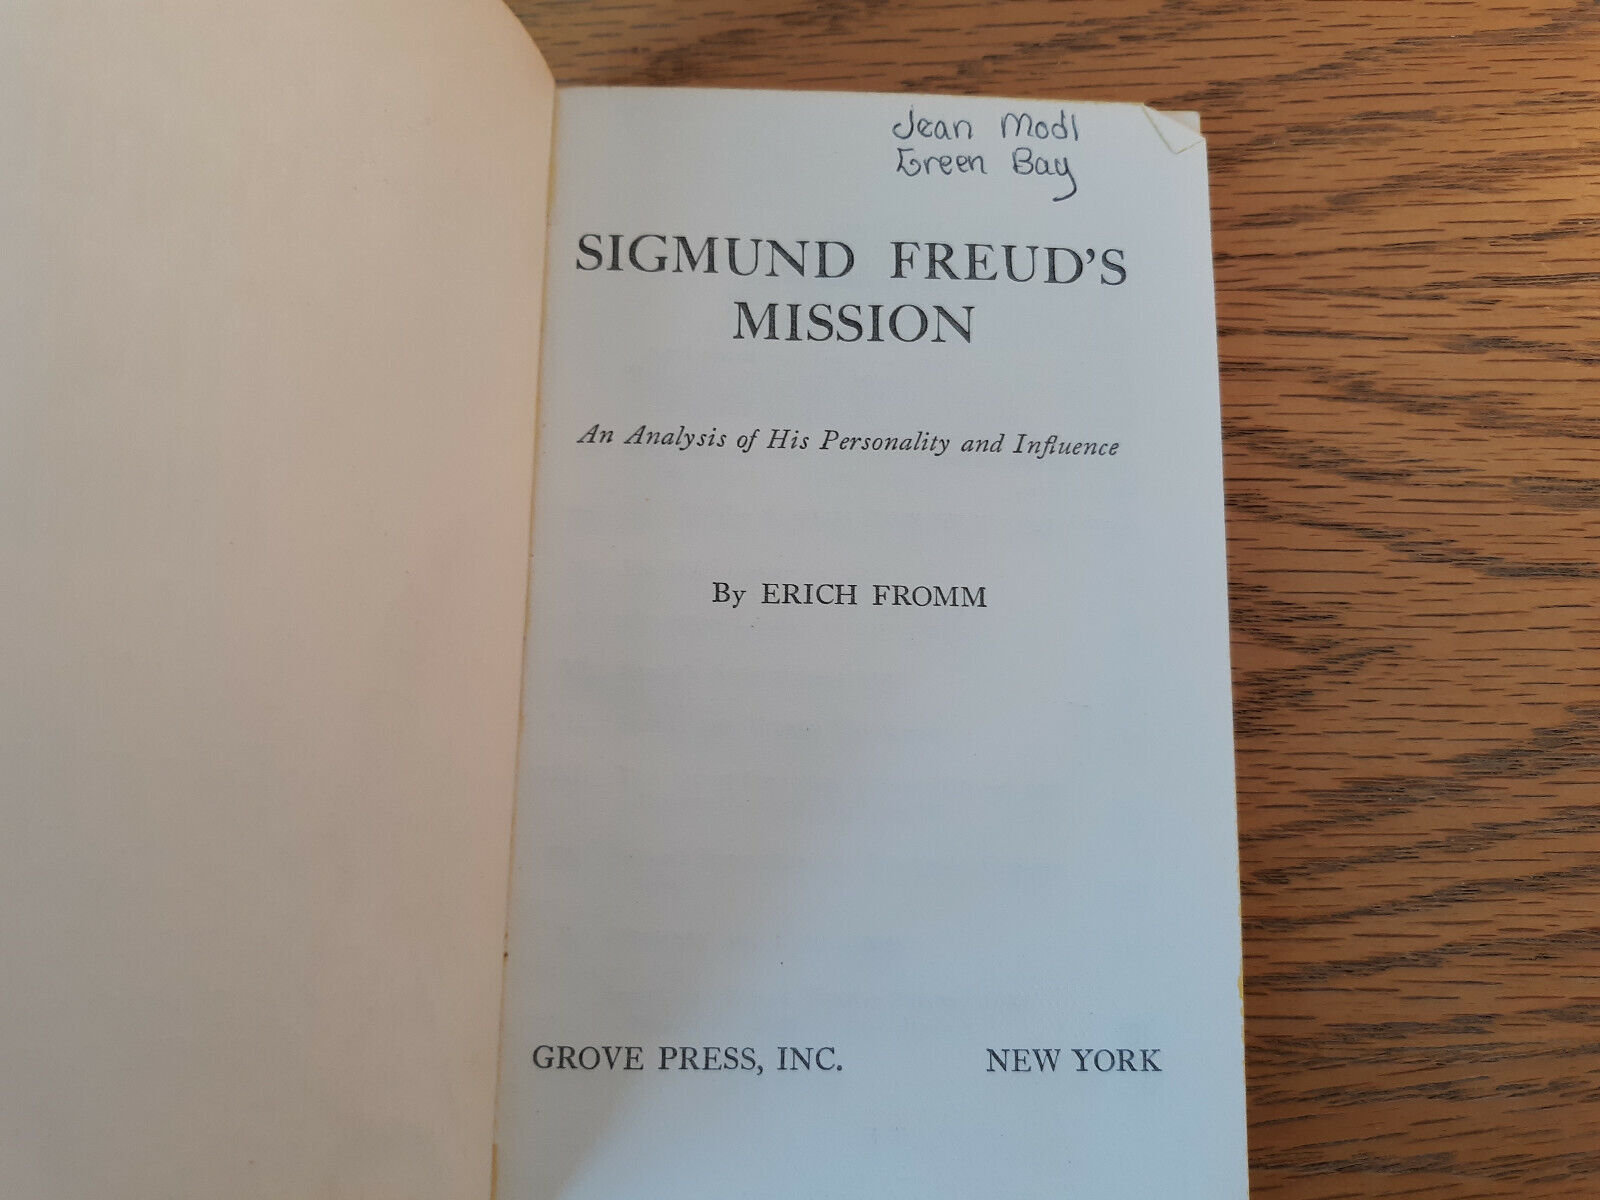 Jean Modl
Green Bay
SIGMUND FREUD'S
MISSION
An Analysis of His Personality and Influence
By ERICH FROMM
GROVE PRESS, INC. NEW YORK